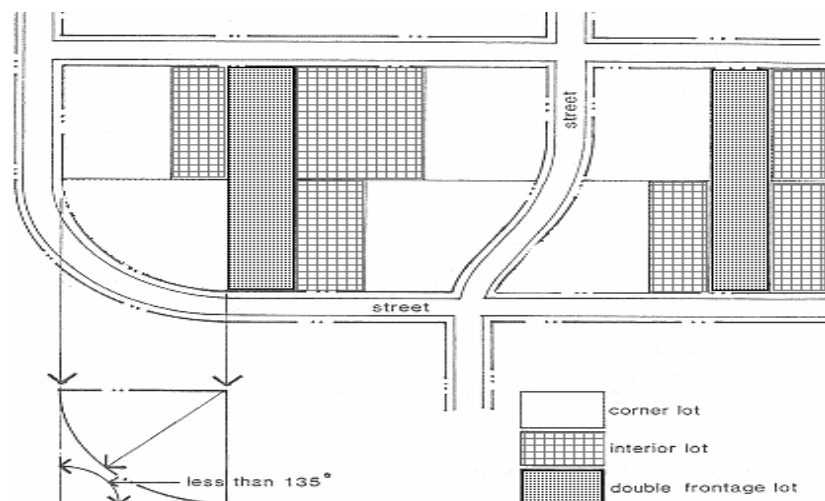 street
street
less than 135°
corner lot
interior lot
double frontage lot